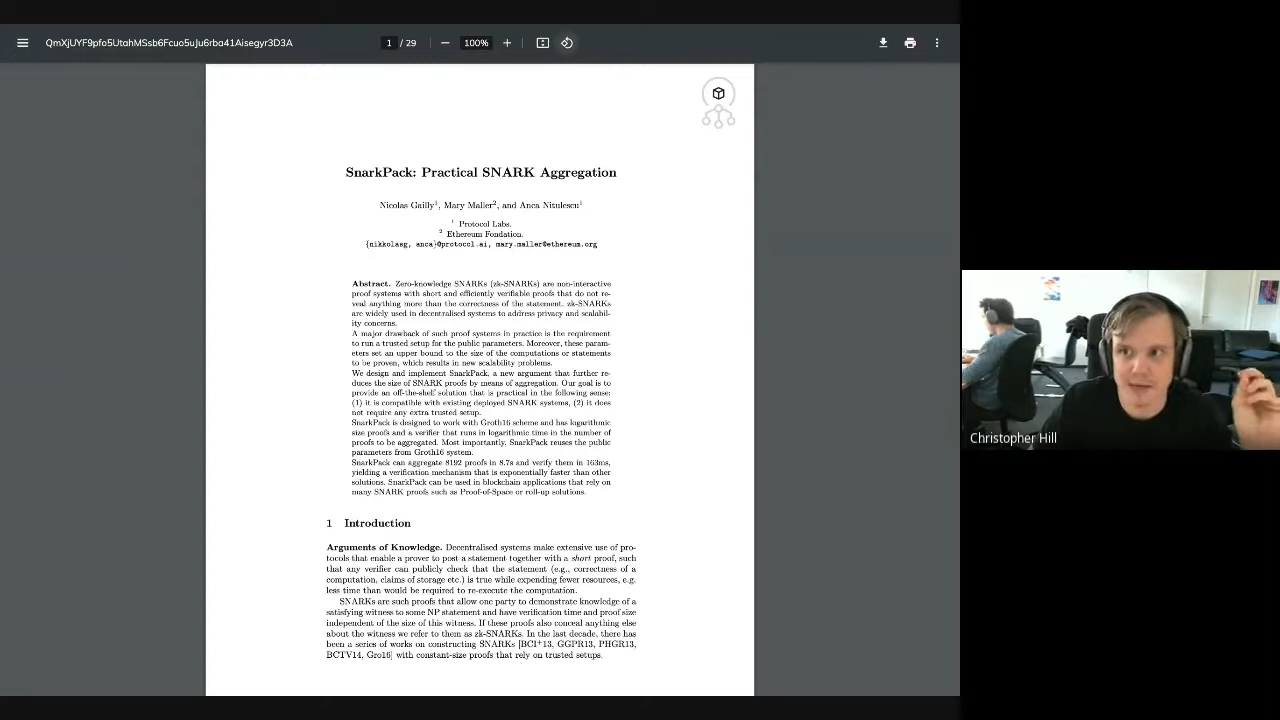 QmXjUYF9pfo5UtahMSsb6Fcuo5uJu6rba41Aisegyr3D3A
1 / 29
100%
SnarkPack: Practical SNARK Aggregation
Nicolas Gailly1, Mary Maller2, and Anca Nitulescu1
1 Protocol Labs.
2 Ethereum Fondation.
{nikkolasg, anca}@protocol.ai, mary.maller@ethereum.org
Abstract. Zero-knowledge SNARKs (zk-SNARKs) are non-interactive
proof systems with short and efficiently verifiable proofs that do not re-
veal anything more than the correctness of the statement. zk-SNARKs
are widely used in decentralised systems to address privacy and scalabil-
ity concerns.
A major drawback of such proof systems in practice is the requirement
to run a trusted setup for the public parameters. Moreover, these param-
eters set an upper bound to the size of the computations or statements
to be proven, which results in new scalability problems.
We design and implement SnarkPack, a new argument that further re-
duces the size of SNARK proofs by means of aggregation. Our goal is to
provide an off-the-shelf solution that is practical in the following sense:
(1) it is compatible with existing deployed SNARK systems, (2) it does
not require any extra trusted setup.
SnarkPack is designed to work with Groth16 scheme and has logarithmic
size proofs and a verifier that runs in logarithmic time in the number of
proofs to be aggregated. Most importantly, SnarkPack reuses the public
parameters from Groth16 system.
SnarkPack can aggregate 8192 proofs in 8.7s and verify them in 163ms,
yielding a verification mechanism that is exponentially faster than other
solutions. SnarkPack can be used in blockchain applications that rely on
many SNARK proofs such as Proof-of-Space or roll-up solutions.
1 Introduction
Arguments of Knowledge. Decentralised systems make extensive use of pro-
tocols that enable a prover to post a statement together with a short proof, such
that any verifier can publicly check that the statement (e.g., correctness of a
computation, claims of storage etc.) is true while expending fewer resources, e.g.
less time than would be required to re-execute the computation.
SNARKs are such proofs that allow one party to demonstrate knowledge of a
satisfying witness to some NP statement and have verification time and proof size
independent of the size of this witness. If these proofs also conceal anything else
about the witness we refer to them as zk-SNARKs. In the last decade, there has
been a series of works on constructing SNARKs [BCI+13, GGPR13, PHGR13,
BCTV14, Gro16] with constant-size proofs that rely on trusted setups.
Christopher Hill